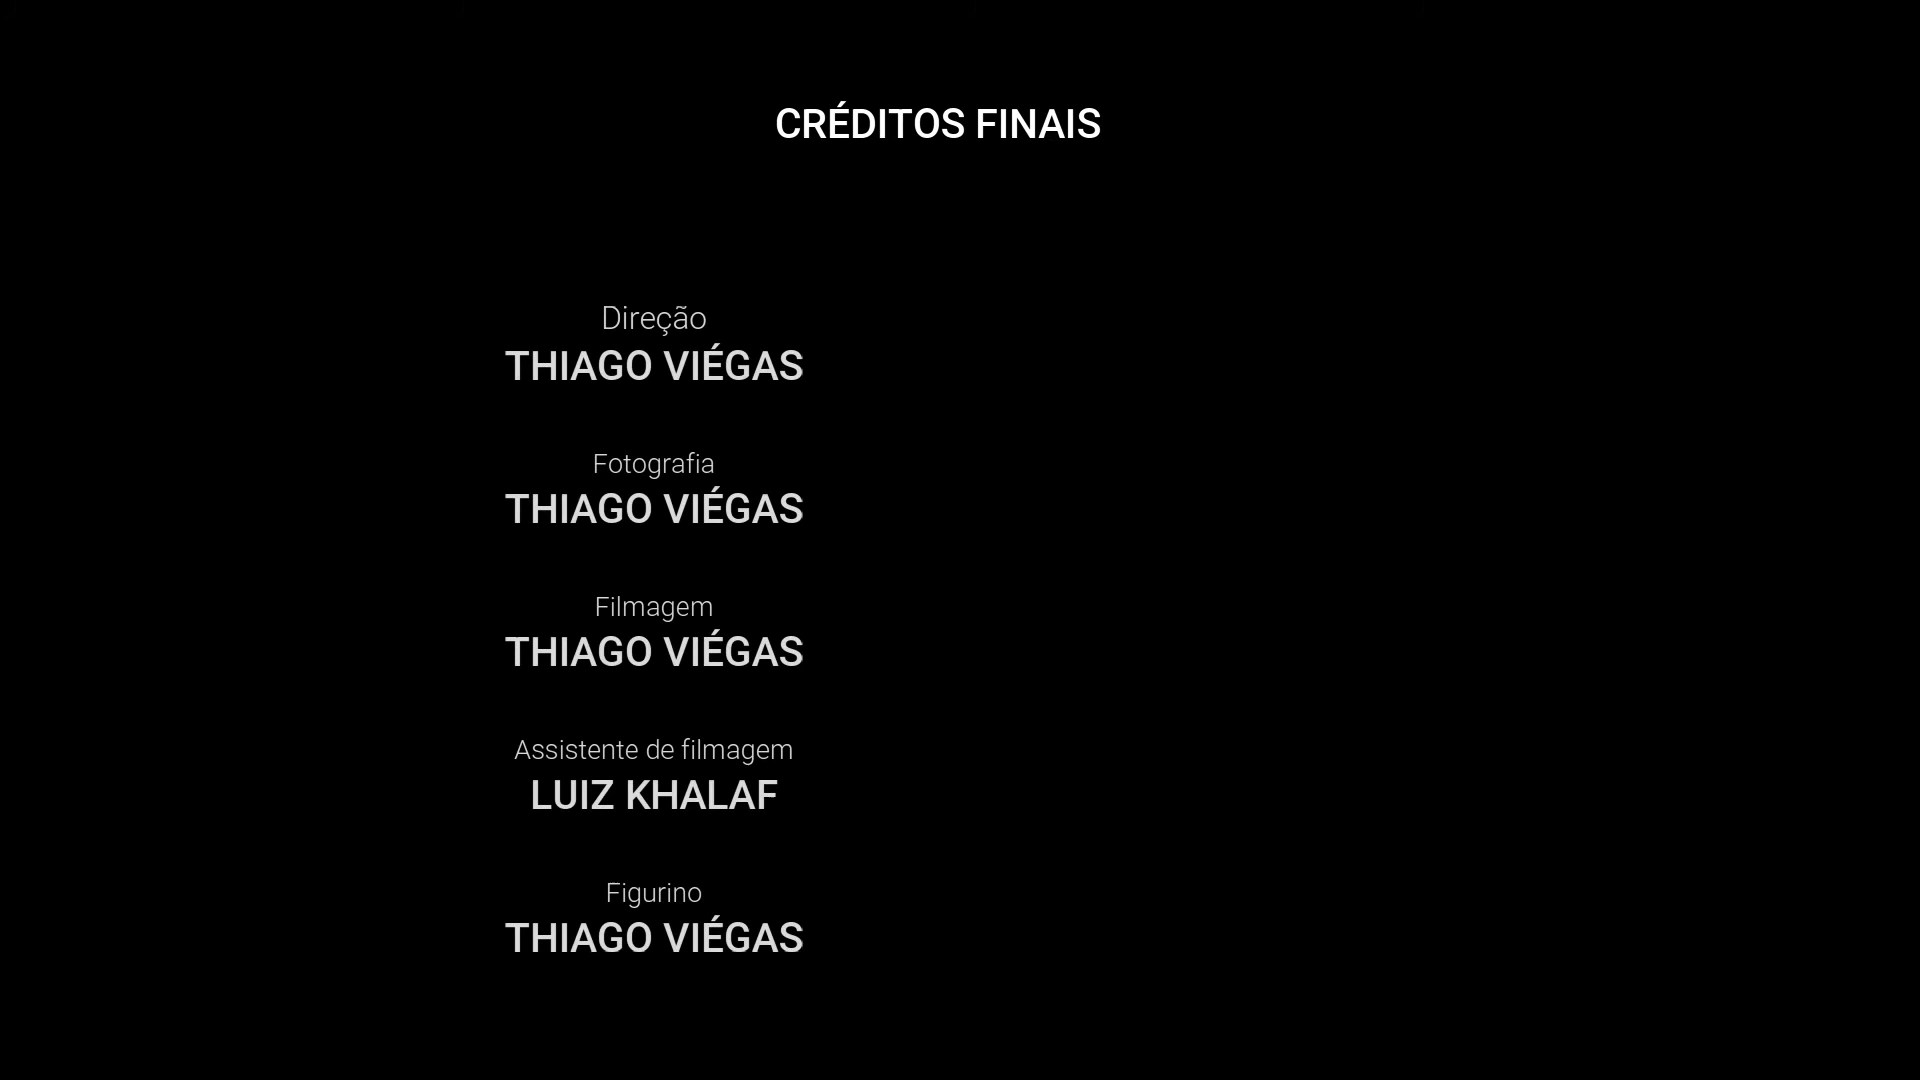 CRÉDITOS FINAIS
Direção
THIAGO VIÉGAS
Fotografia
THIAGO VIÉGAS
Filmagem
THIAGO VIÉGAS
Assistente de filmagem
LUIZ KHALAF
Figurino
THIAGO VIÉGAS